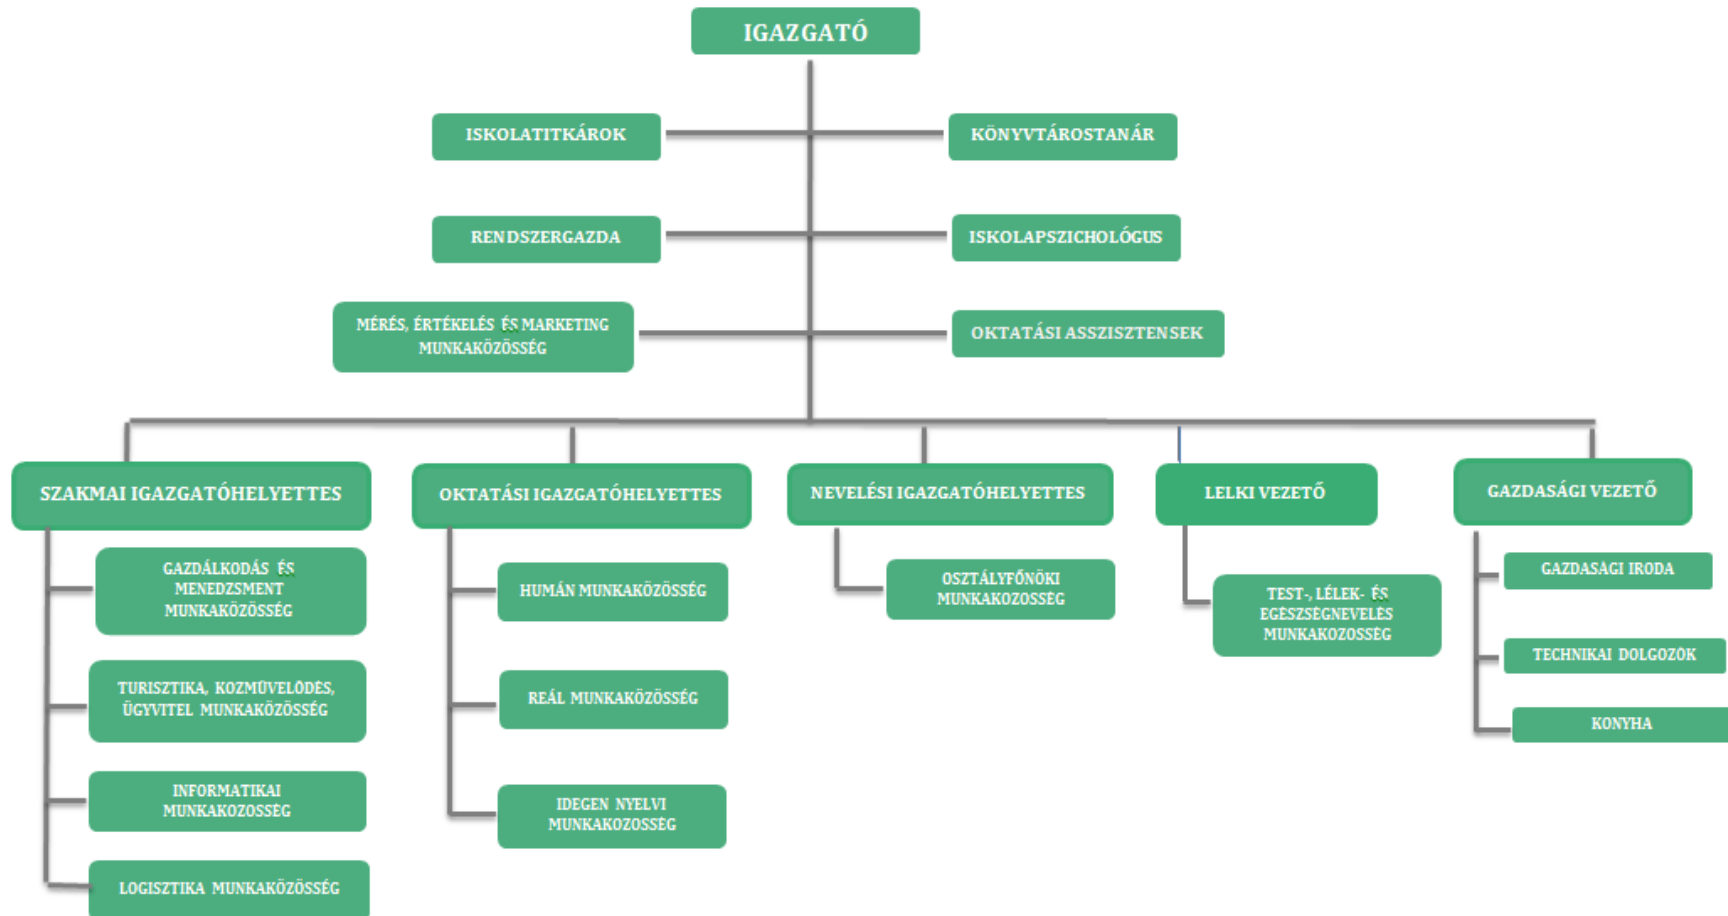 IGAZGATÓ
ISKOLATITKÁROK
KÖNYVTÁROSTANÁR
RENDSZERGAZDA
ISKOLAPSZICHOLÓGUS
MÉRÉS, ÉRTÉKELÉS ÉS MARKETING
MUNKAKÖZÖSSÉG
OKTATÁSI ASSZISZTENSEK
SZAKMAI IGAZGATÓHELYETTES
OKTATÁSI IGAZGATÓHELYETTES
NEVELÉSI IGAZGATÓHELYETTES
LELKI VEZETŐ
GAZDASÁGI VEZETŐ
GAZDÁLKODÁS ÉS
MENEDZSMENT
MUNKAKÖZÖSSÉG
TURISZTIKA, KÖZMŰVELŐDÉS,
ÜGYVITEL MUNKAKÖZÖSSÉG
INFORMATIKAI
MUNKAKÖZÖSSÉG
LOGISZTIKA MUNKAKÖZÖSSÉG
HUMÁN MUNKAKÖZÖSSÉG
REÁL MUNKAKÖZÖSSÉG
IDEGEN NYELVI
MUNKAKÖZÖSSÉG
OSZTÁLYFŐNÖKI
MUNKAKÖZÖSSÉG
TEST-, LÉLEK- ÉS
EGÉSZSÉGNEVELÉS
MUNKAKÖZÖSSÉG
GAZDASÁGI IRODA
TECHNIKAI DOLGOZÓK
KONYHA